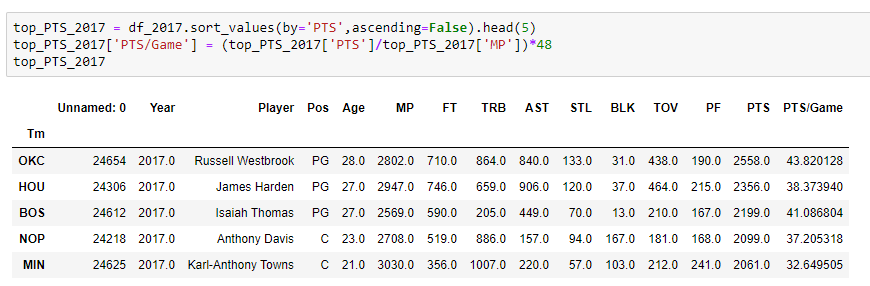 top_PTS_2017 = df_2017.sort_values(by='PTS',ascending=False).head(5)
top_PTS_2017['PTS/Game'] = (top_PTS_2017['PTS']/top_PTS_2017['MP'])*48
top_PTS_2017
Unnamed: 0 Year Player Pos Age MP FT TRB AST STL BLK TOV PF PTS PTS/Game
Tm
OKC 24654 2017.0 Russell Westbrook PG 28.0 2802.0 710.0 864.0 840.0 133.0 31.0 438.0 190.0 2558.0 43.820128
HOU 24306 2017.0 James Harden PG 27.0 2947.0 746.0 659.0 906.0 120.0 37.0 464.0 215.0 2356.0 38.373940
BOS 24612 2017.0 Isaiah Thomas PG 27.0 2569.0 590.0 205.0 449.0 70.0 13.0 210.0 167.0 2199.0 41.086804
NOP 24218 2017.0 Anthony Davis C 23.0 2708.0 519.0 886.0 157.0 94.0 167.0 181.0 168.0 2099.0 37.205318
MIN 24625 2017.0 Karl-Anthony Towns C 21.0 3030.0 356.0 1007.0 220.0 57.0 103.0 212.0 241.0 2061.0 32.649505